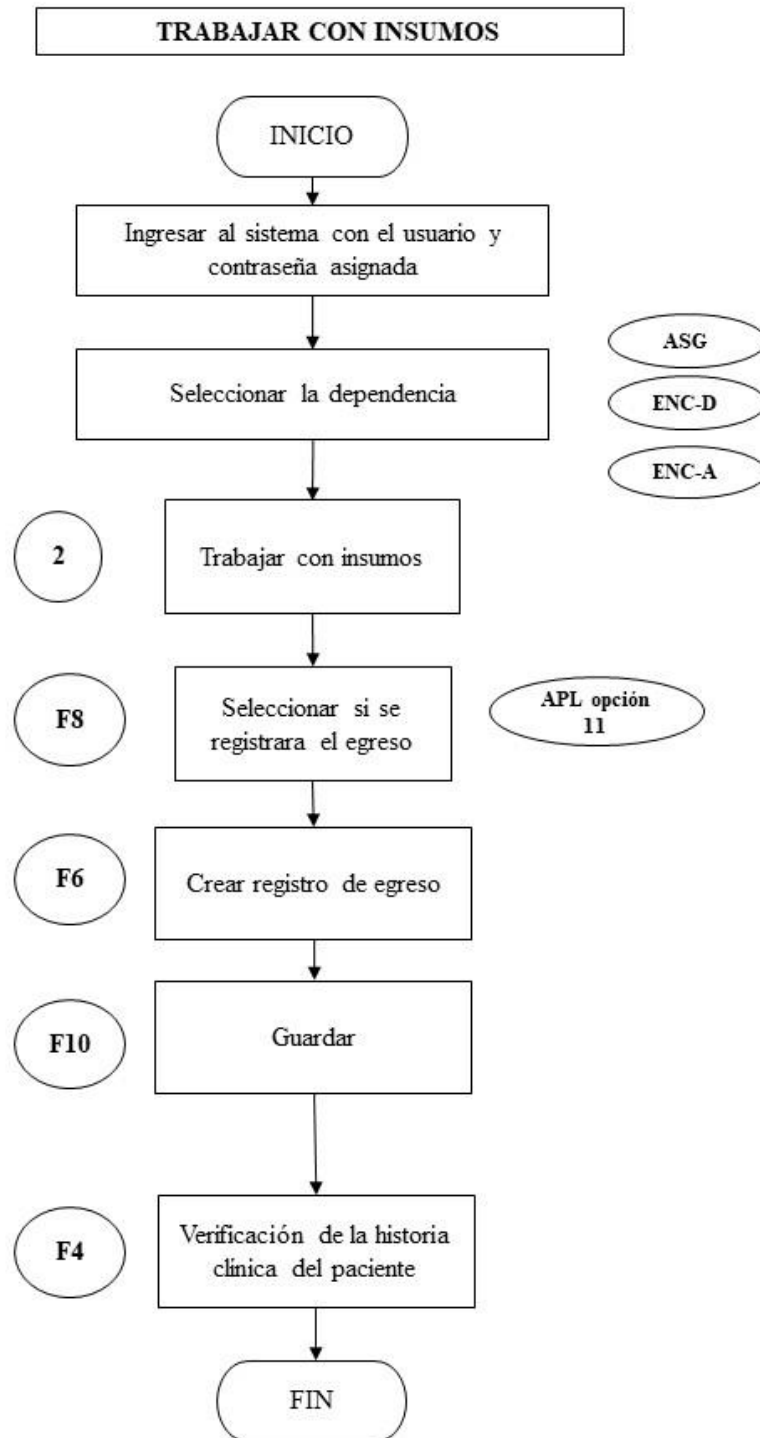 TRABAJAR CON INSUMOS
INICIO
Ingresar al sistema con el usuario y
contraseña asignada
ASG
Seleccionar la dependencia
ENC-D
ENC-A
2
Trabajar con insumos
F8
Seleccionar si se
registrara el egreso
APL opción
11
F6
Crear registro de egreso
F10
Guardar
F4
Verificación de la historia
clínica del paciente
FIN